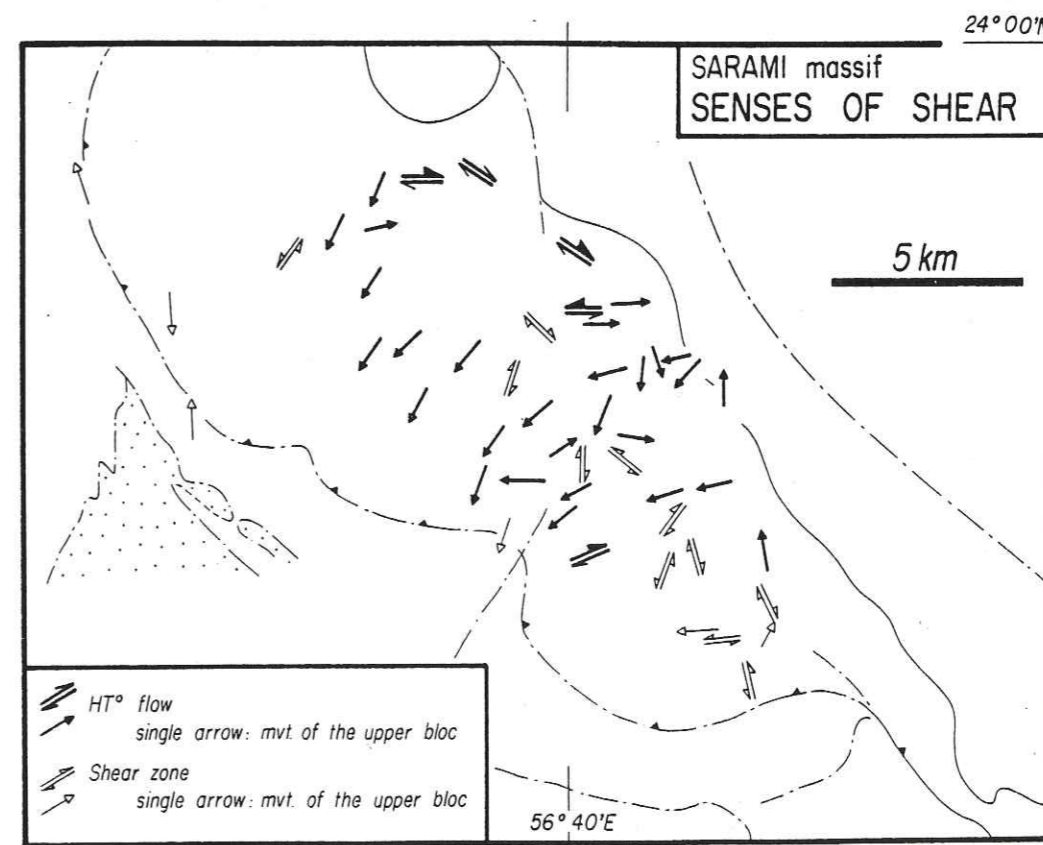 24°00'N
SARAMI massif
SENSES OF SHEAR
5 km
HT° flow
single arrow: mvt. of the upper bloc
Shear zone
single arrow: mvt. of the upper bloc
56°40'E